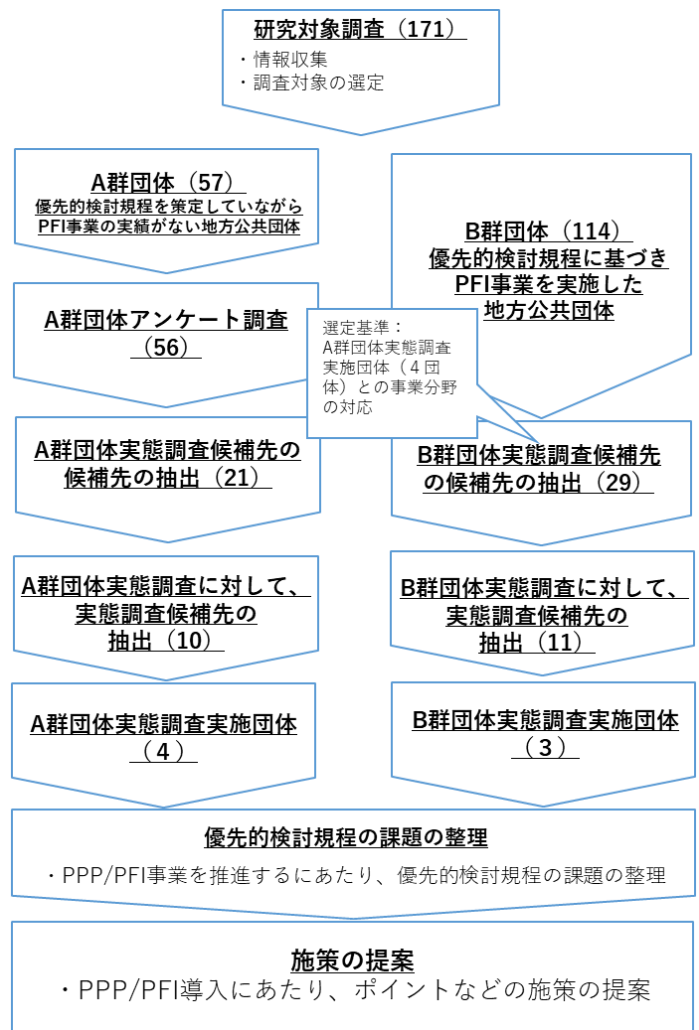 研究対象調査（171）
・情報収集
・調査対象の選定
A群団体（57）
優先的検討規程を策定していながら
PFI事業の実績がない地方公共団体
B群団体（114）
優先的検討規程に基づき
PFI事業を実施した
地方公共団体
A群団体アンケート調査
（56）
選定基準：
A群団体実態調査
実施団体（４団
体）との事業分野
の対応
A群団体実態調査候補先の
候補先の抽出（21）
B群団体実態調査候補先
の候補先の抽出（29）
A群団体実態調査に対して、
実態調査候補先の
抽出（10）
B群団体実態調査に対して、
実態調査候補先の
抽出（11）
A群団体実態調査実施団体
（４）
B群団体実態調査実施団体
（３）
優先的検討規程の課題の整理
・PPP/PFI事業を推進するにあたり、優先的検討規程の課題の整理
施策の提案
・PPP/PFI導入にあたり、ポイントなどの施策の提案